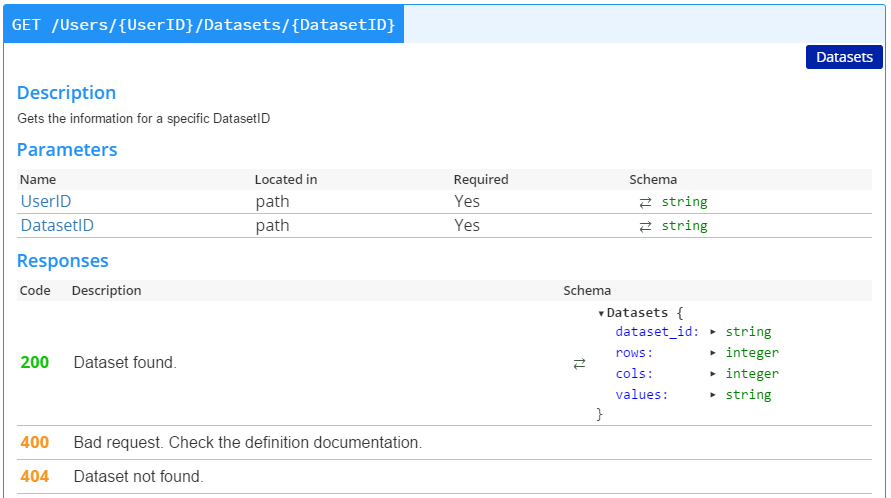 GET /Users/{UserID}/Datasets/{DatasetID}
Datasets
Description
Gets the information for a specific DatasetID
Parameters
Name Located in Required Schema
UserID path Yes ⇄ string
DatasetID path Yes ⇄ string
Responses
Code Description Schema
▾Datasets {
dataset_id: ▸ string
rows: ▸ integer
200 Dataset found. ⇄
cols: ▸ integer
values: ▸ string
}
400 Bad request. Check the definition documentation.
404 Dataset not found.